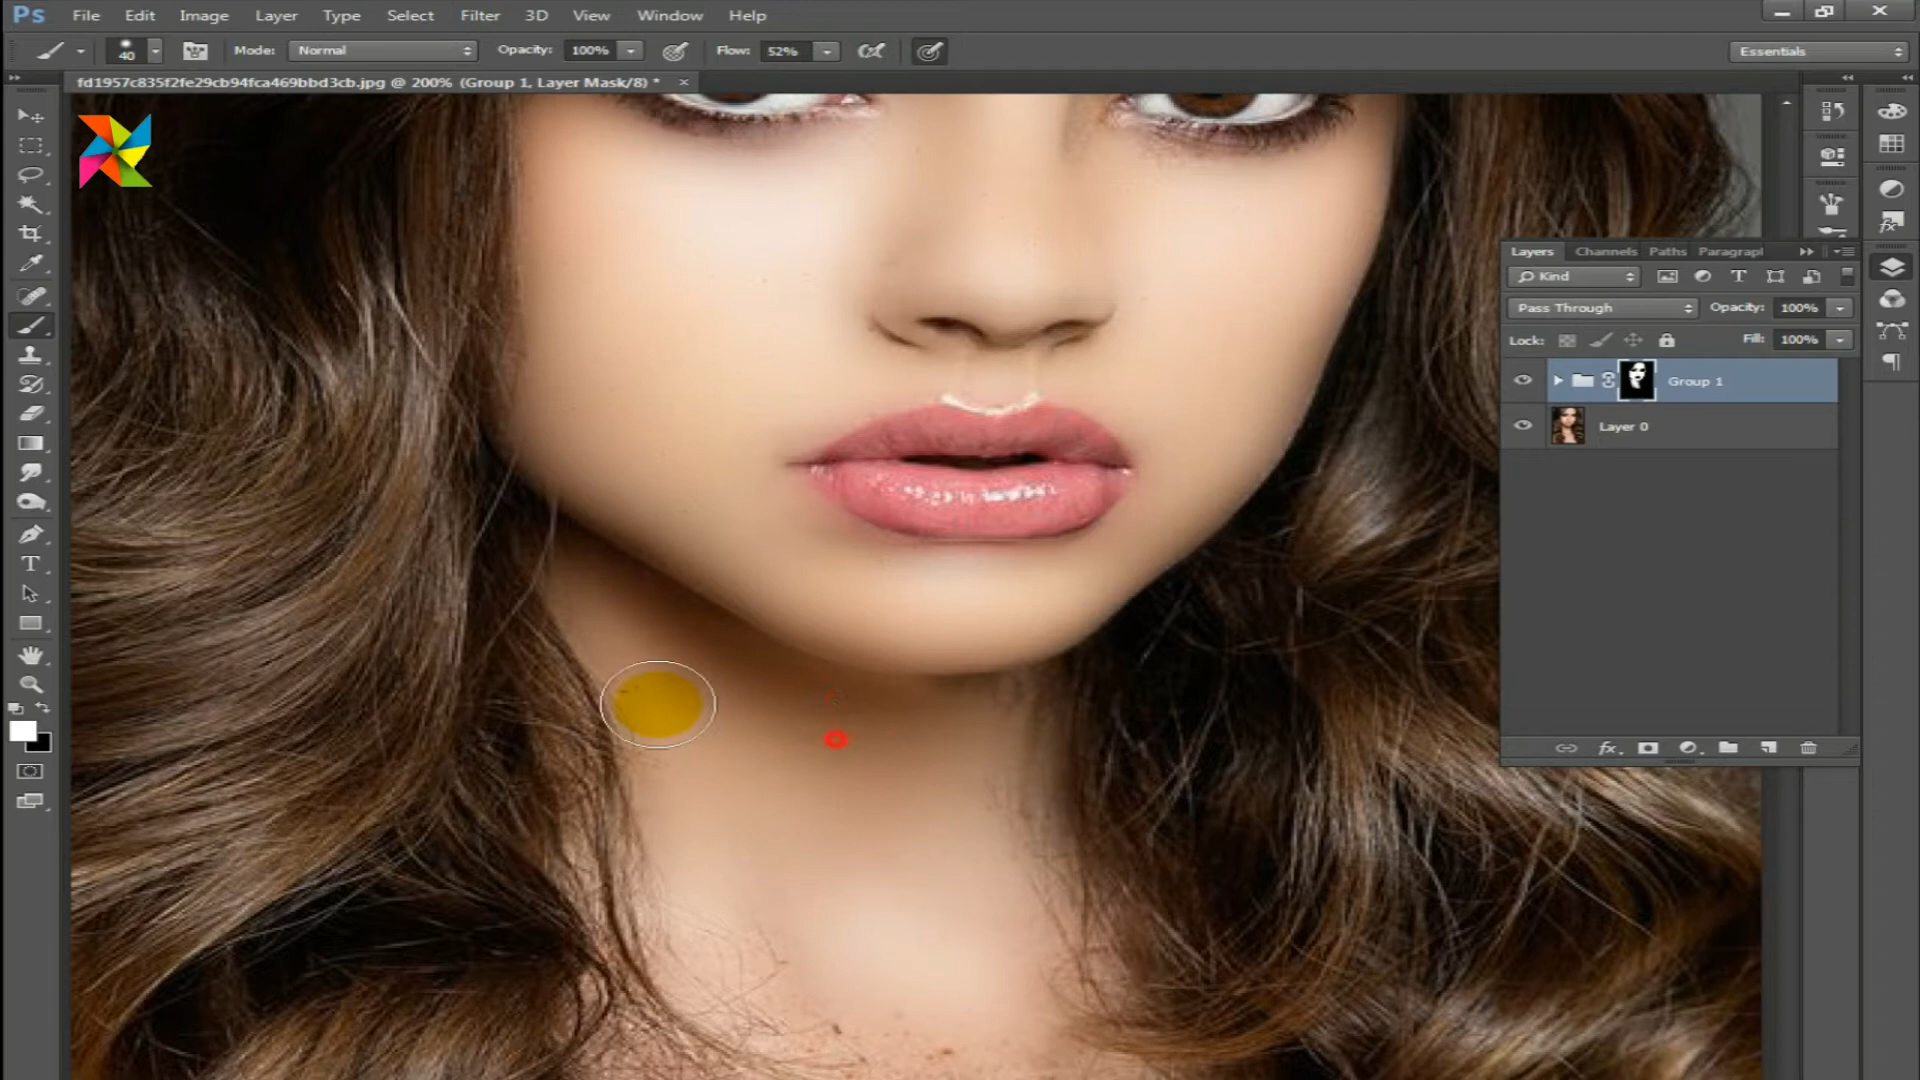 Ps File Edit Image Layer Type Select Filter 3D View Window Help
40 Mode: Normal Opacity: 100% Flow: 52% Essentials
fd1957c835f2fe29cb94fca469bbd3cb.jpg @ 200% (Group 1, Layer Mask/8) *
Layers Channels Paths Paragraph
Kind
Pass Through Opacity: 100%
Lock: Fill: 100%
Group 1
Layer 0
fx